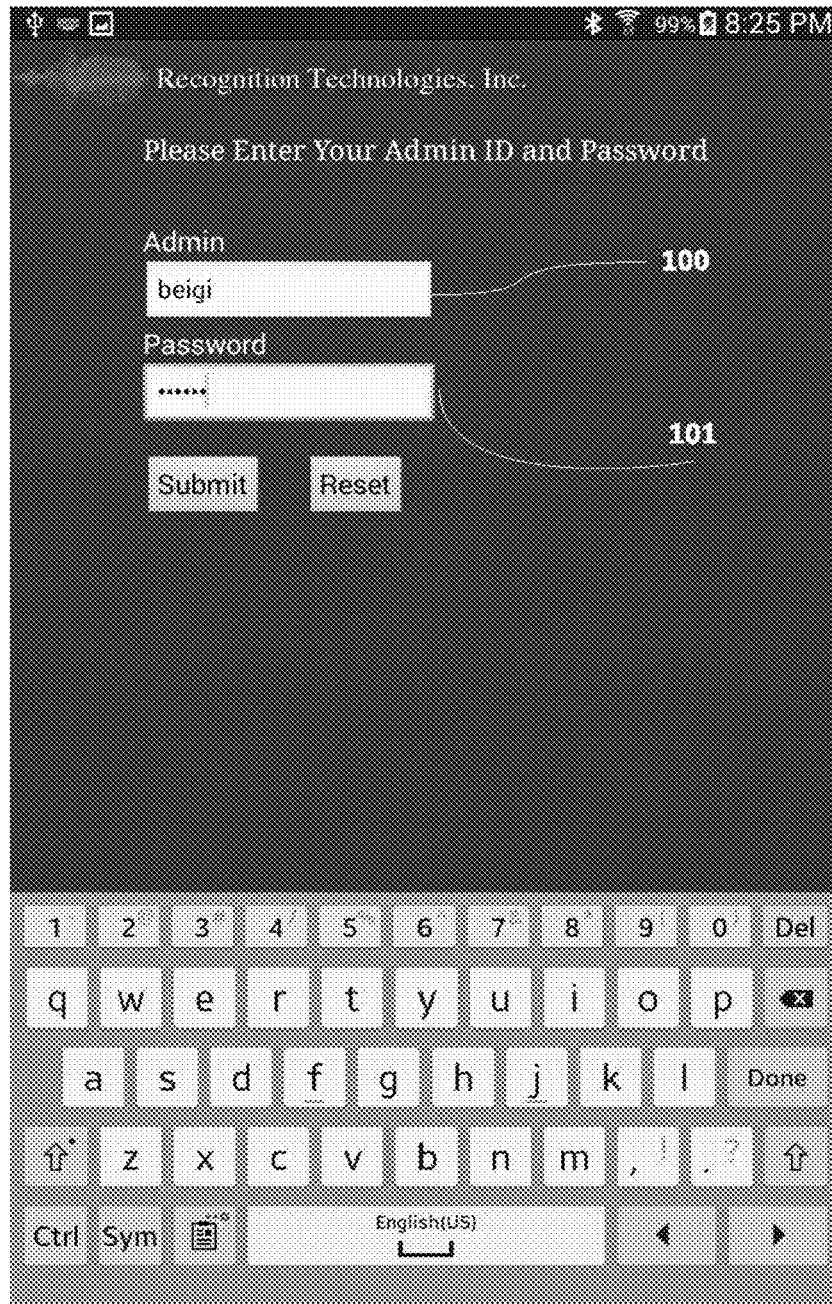 99% 8:25 PM
Recognition Technologies, Inc.
Please Enter Your Admin ID and Password
Admin
100
beigi
Password
••••••
101
Submit Reset
1 2 3 4 5 6 7 8 9 0 Del
q w e r t y u i o p
a s d f g h j k l Done
z x c v b n m , ! . ?
Ctrl Sym English(US)